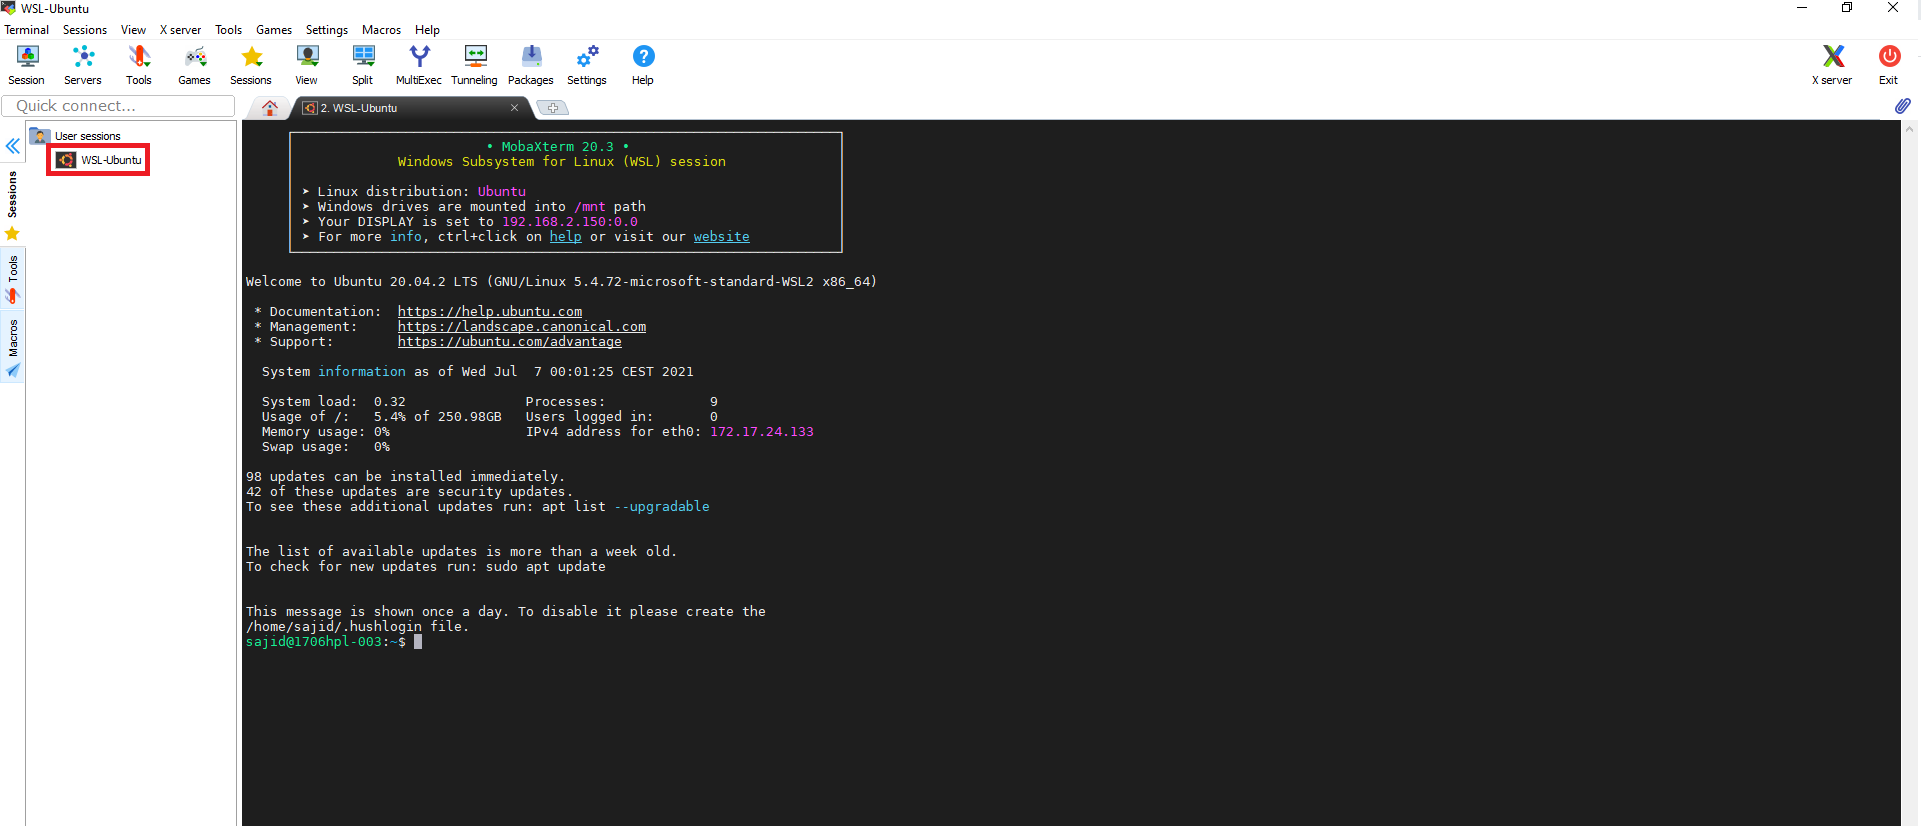 WSL-Ubuntu
Terminal Sessions View X server Tools Games Settings Macros Help
Session Servers Tools Games Sessions View Split MultiExec Tunneling Packages Settings Help X server Exit
Quick connect...
2. WSL-Ubuntu
User sessions
WSL-Ubuntu
Sessions
Tools
Macros
• MobaXterm 20.3 •
Windows Subsystem for Linux (WSL) session
➤ Linux distribution: Ubuntu
➤ Windows drives are mounted into /mnt path
➤ Your DISPLAY is set to 192.168.2.150:0.0
➤ For more info, ctrl+click on help or visit our website
Welcome to Ubuntu 20.04.2 LTS (GNU/Linux 5.4.72-microsoft-standard-WSL2 x86_64)
* Documentation: https://help.ubuntu.com
* Management: https://landscape.canonical.com
* Support: https://ubuntu.com/advantage
System information as of Wed Jul 7 00:01:25 CEST 2021
System load: 0.32 Processes: 9
Usage of /: 5.4% of 250.98GB Users logged in: 0
Memory usage: 0% IPv4 address for eth0: 172.17.24.133
Swap usage: 0%
98 updates can be installed immediately.
42 of these updates are security updates.
To see these additional updates run: apt list --upgradable
The list of available updates is more than a week old.
To check for new updates run: sudo apt update
This message is shown once a day. To disable it please create the
/home/sajid/.hushlogin file.
sajid@1706hpl-003:~$